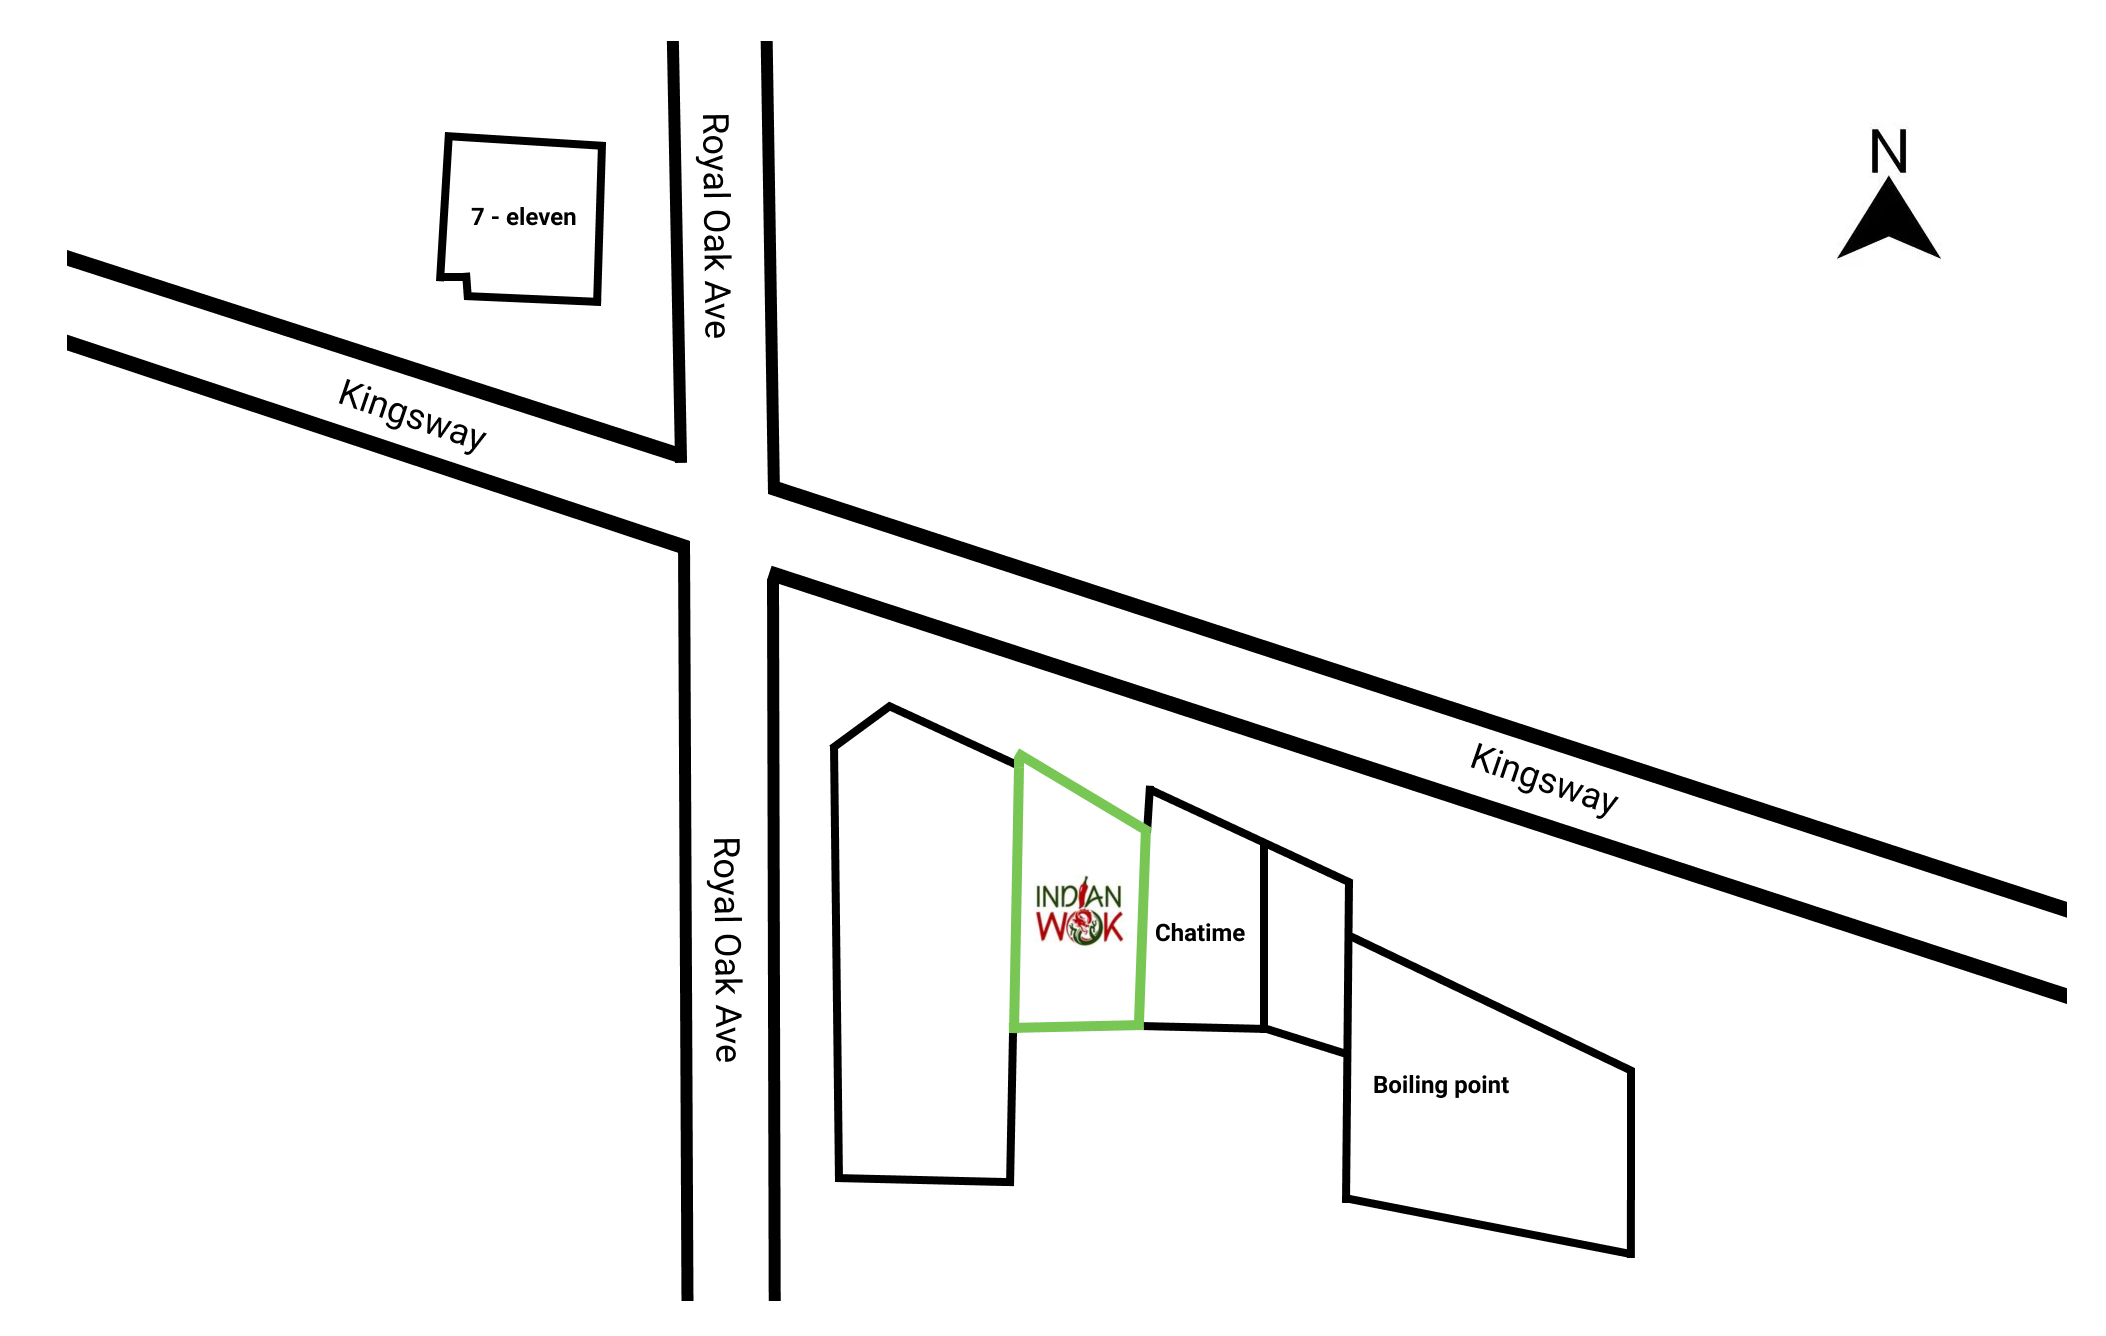 N
Royal Oak Ave
7 - eleven
Kingsway
Kingsway
Royal Oak Ave
INDIAN
WOK
Chatime
Boiling point